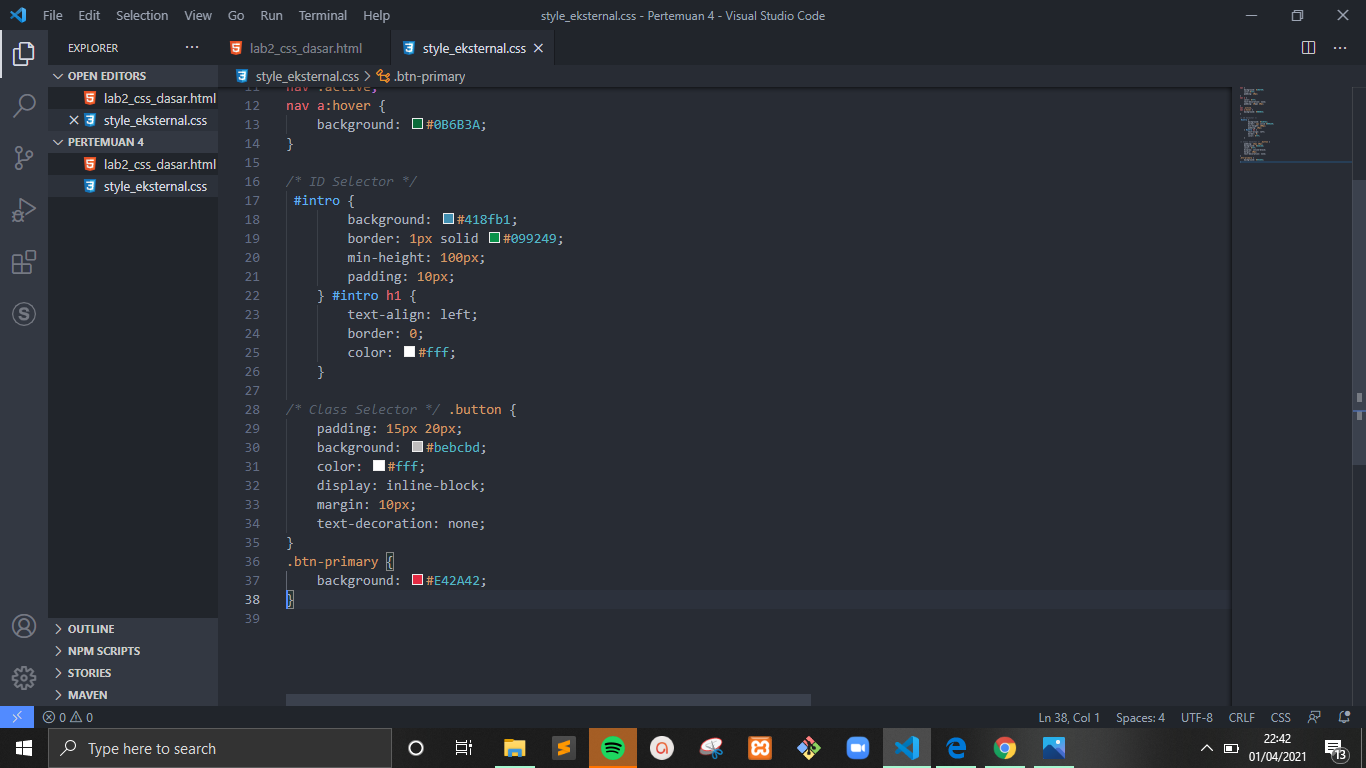 File Edit Selection View Go Run Terminal Help
style_eksternal.css - Pertemuan 4 - Visual Studio Code
EXPLORER
OPEN EDITORS
lab2_css_dasar.html
style_eksternal.css
PERTEMUAN 4
lab2_css_dasar.html
style_eksternal.css
OUTLINE
NPM SCRIPTS
STORIES
MAVEN
lab2_css_dasar.html
style_eksternal.css
style_eksternal.css > .btn-primary
11 nav .active,
12 nav a:hover {
13 background: #0B6B3A;
14 }
15
16 /* ID Selector */
17 #intro {
18 background: #418fb1;
19 border: 1px solid #099249;
20 min-height: 100px;
21 padding: 10px;
22 } #intro h1 {
23 text-align: left;
24 border: 0;
25 color: #fff;
26 }
27
28 /* Class Selector */ .button {
29 padding: 15px 20px;
30 background: #bebcbd;
31 color: #fff;
32 display: inline-block;
33 margin: 10px;
34 text-decoration: none;
35 }
36 .btn-primary {
37 background: #E42A42;
38 }
39
0 0
Ln 38, Col 1 Spaces: 4 UTF-8 CRLF CSS
Type here to search
22:42
01/04/2021
13